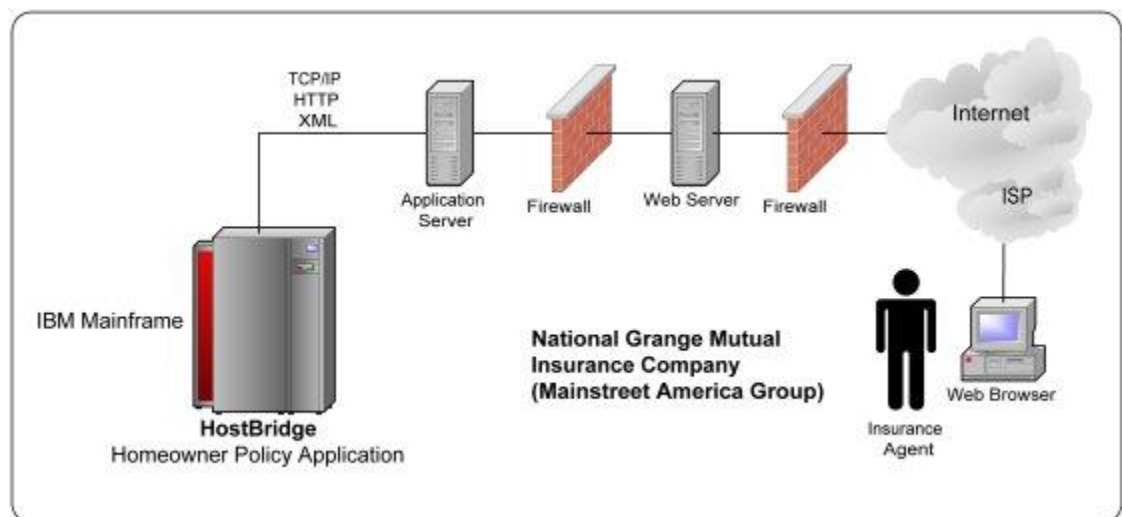 TCP/IP
HTTP
XML
Application
Server
Firewall
Web Server
Firewall
Internet
ISP
IBM Mainframe
HostBridge
Homeowner Policy Application
National Grange Mutual
Insurance Company
(Mainstreet America Group)
Insurance
Agent
Web Browser